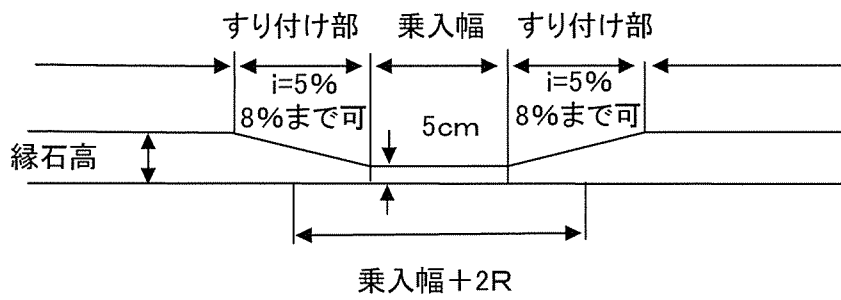 すり付け部 乗入幅 すり付け部
i=5% i=5%
8%まで可 5cm 8%まで可
縁石高
乗入幅＋2R